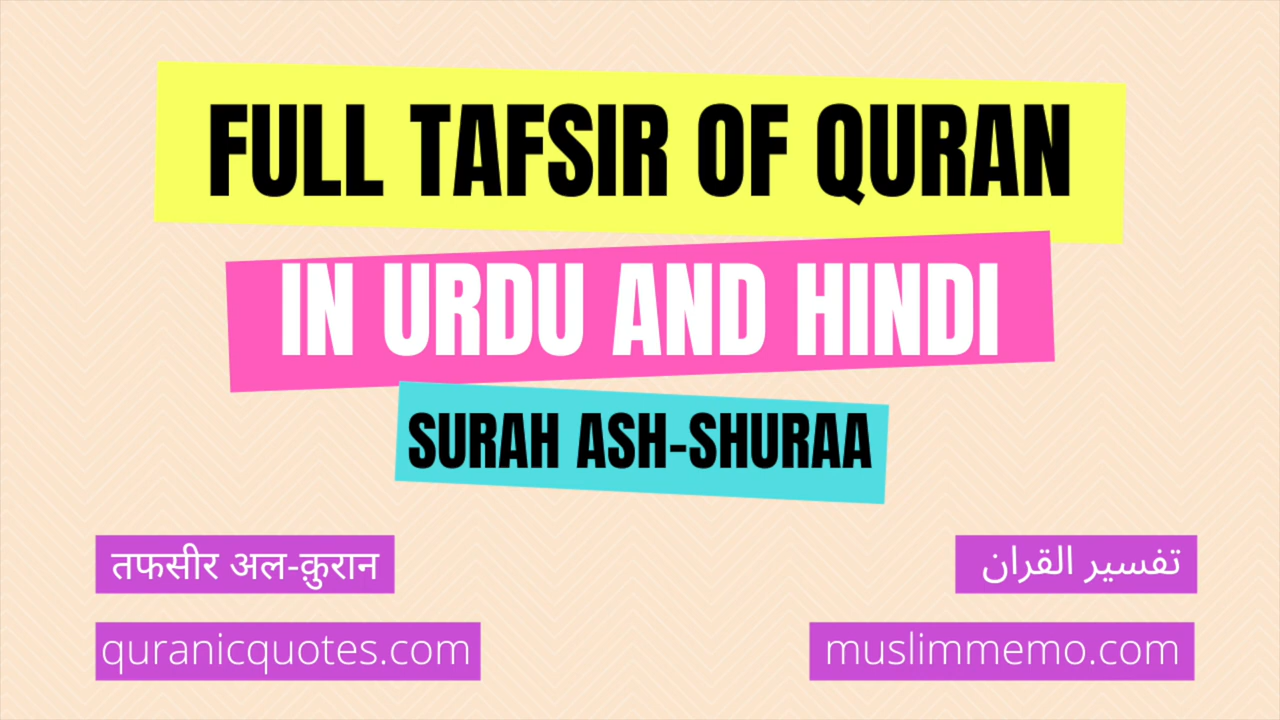 FULL TAFSIR OF QURAN
IN URDU AND HINDI
SURAH ASH-SHURAA
तफसीर अल-क़ुरान
تفسير القران
quranicquotes.com
muslimmemo.com